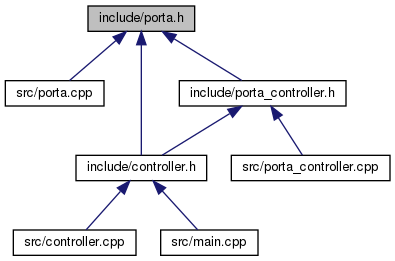 include/porta.h
src/porta.cpp
include/porta_controller.h
include/controller.h
src/porta_controller.cpp
src/controller.cpp
src/main.cpp